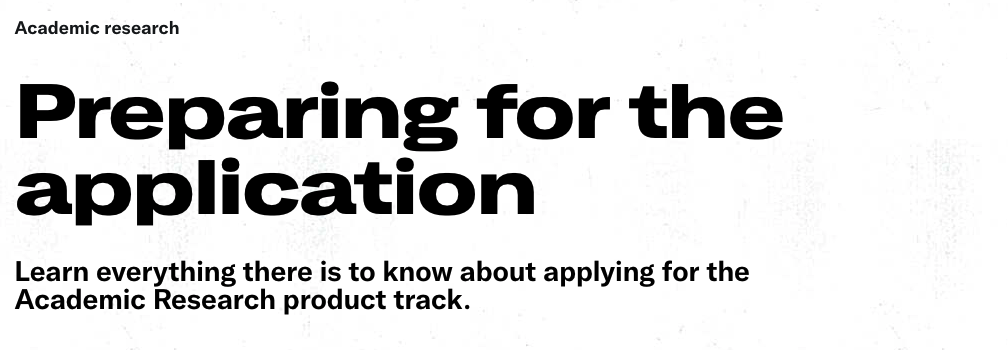 Academic research
Preparing for the
application
Learn everything there is to know about applying for the
Academic Research product track.